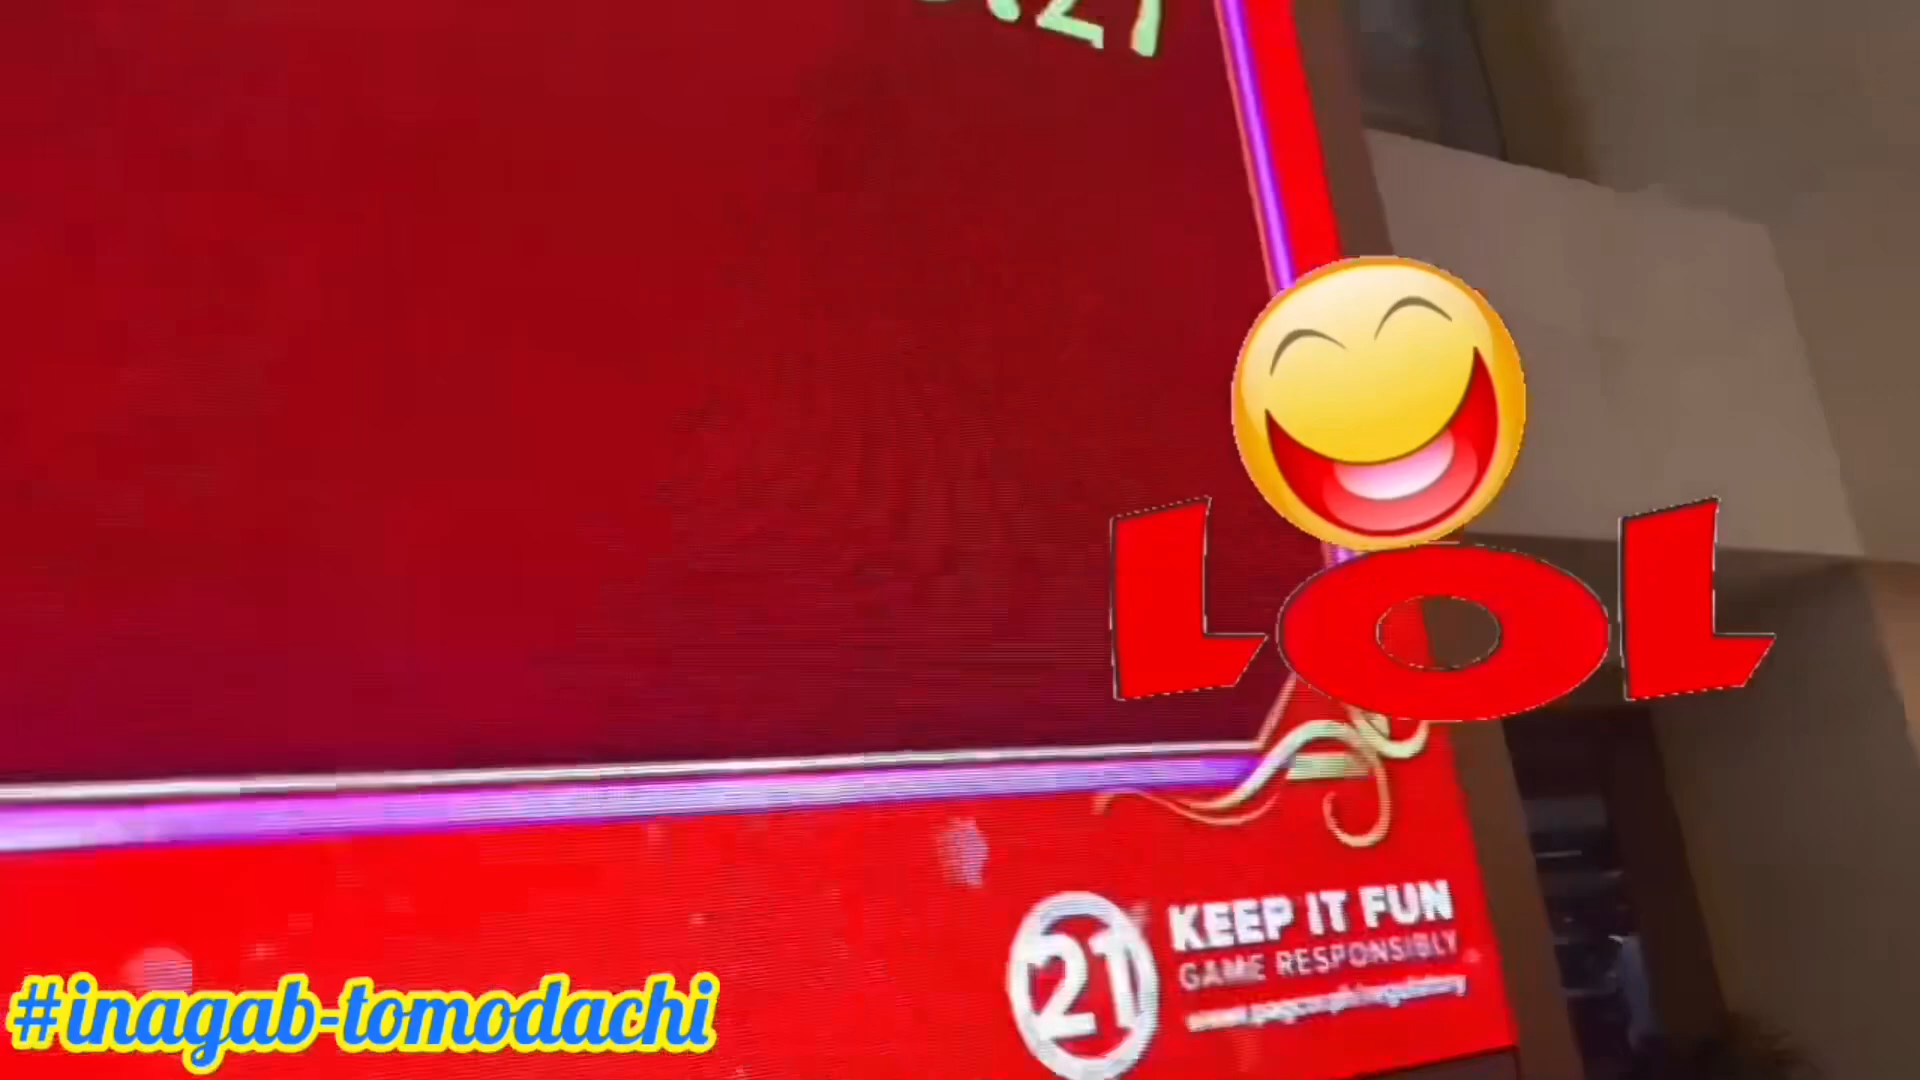 LOL
21
KEEP IT FUN
GAME RESPONSIBLY
#inagab-tomodachi